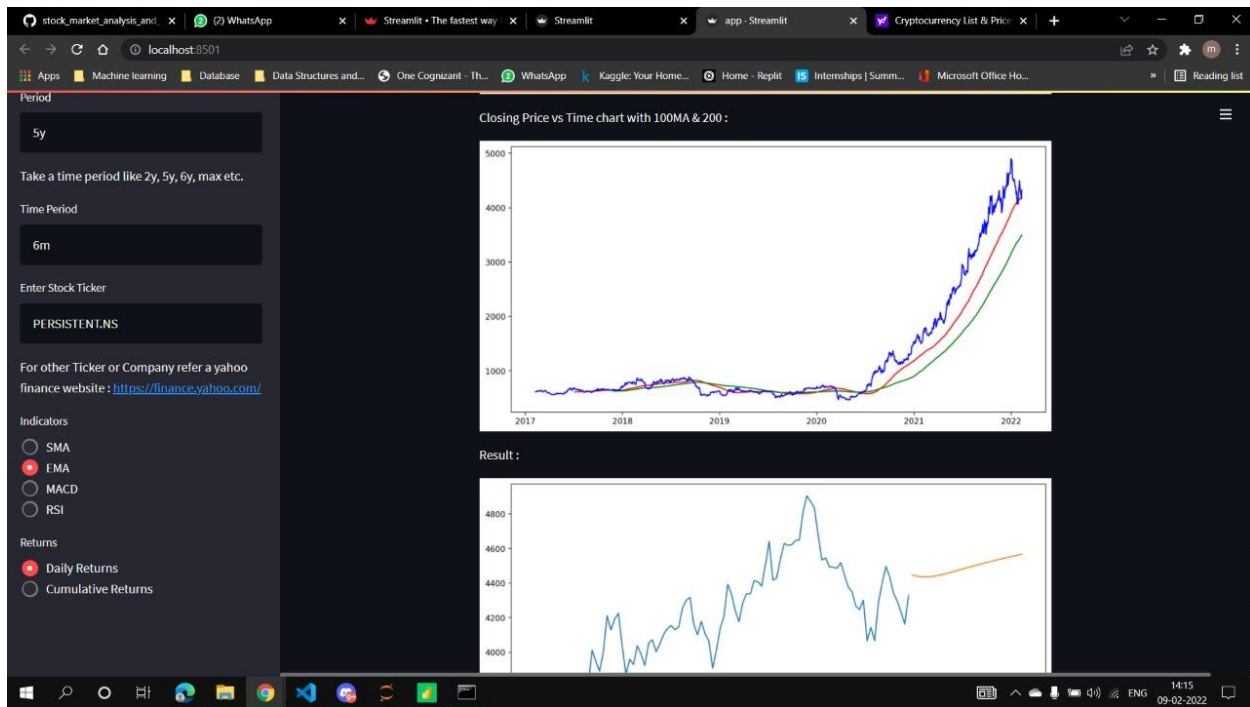 stock_market_analysis_and_
(2) WhatsApp
Streamlit • The fastest way
Streamlit
app · Streamlit
Cryptocurrency List & Price
localhost:8501
m
Apps
Machine learning
Database
Data Structures and...
One Cognizant - Th...
WhatsApp
Kaggle: Your Home...
Home - Replit
IS Internships | Summ...
Microsoft Office Ho...
»
Reading list
Period
5y
Take a time period like 2y, 5y, 6y, max etc.
Time Period
6m
Enter Stock Ticker
PERSISTENT.NS
For other Ticker or Company refer a yahoo
finance website : https://finance.yahoo.com/
Indicators
SMA
EMA
MACD
RSI
Returns
Daily Returns
Cumulative Returns
Closing Price vs Time chart with 100MA & 200 :
5000
4000
3000
2000
1000
2017 2018 2019 2020 2021 2022
Result :
4800
4600
4400
4200
4000
ENG
14:15
09-02-2022